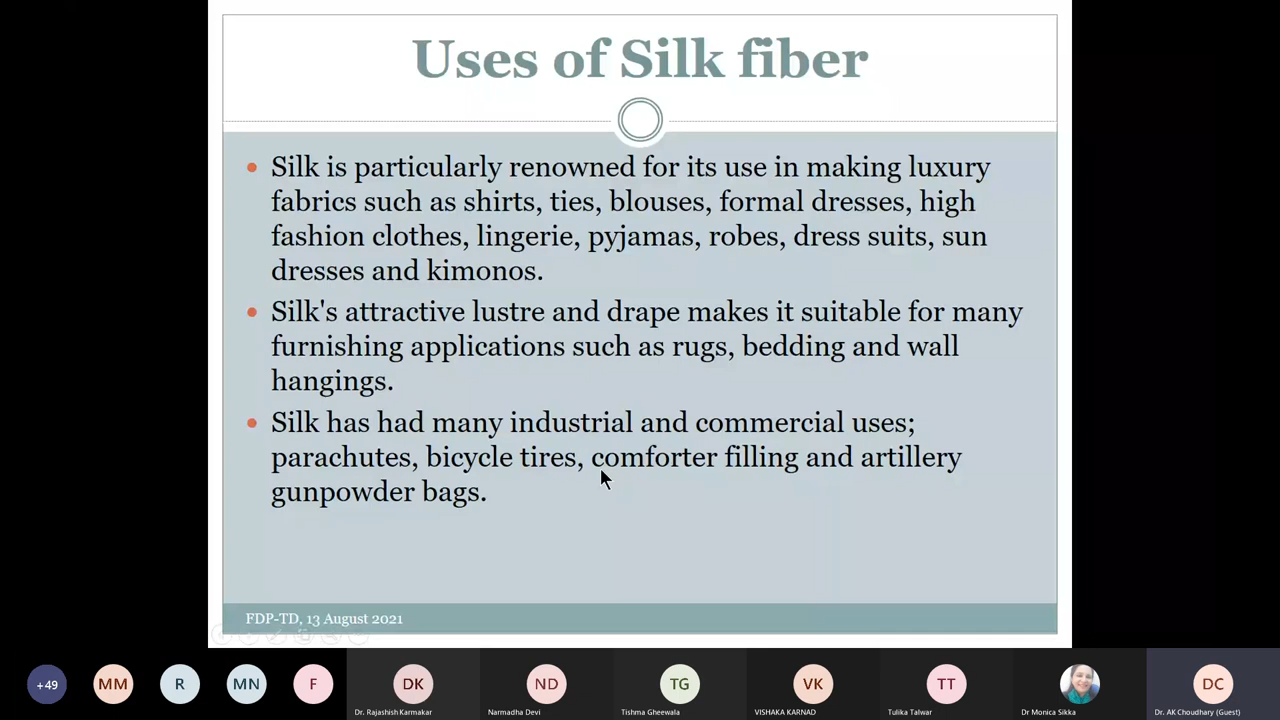 Uses of Silk fiber
Silk is particularly renowned for its use in making luxury
fabrics such as shirts, ties, blouses, formal dresses, high
fashion clothes, lingerie, pyjamas, robes, dress suits, sun
dresses and kimonos.
Silk's attractive lustre and drape makes it suitable for many
furnishing applications such as rugs, bedding and wall
hangings.
Silk has had many industrial and commercial uses;
parachutes, bicycle tires, comforter filling and artillery
gunpowder bags.
FDP-TD, 13 August 2021
+49 MM R MN F DK ND TG VK TT DC
Dr. Rajashish Karmakar Narmadha Devi Tishma Gheewala VISHAKA KARNAD Tulika Talwar Dr Monica Sikka Dr. AK Choudhary (Guest)